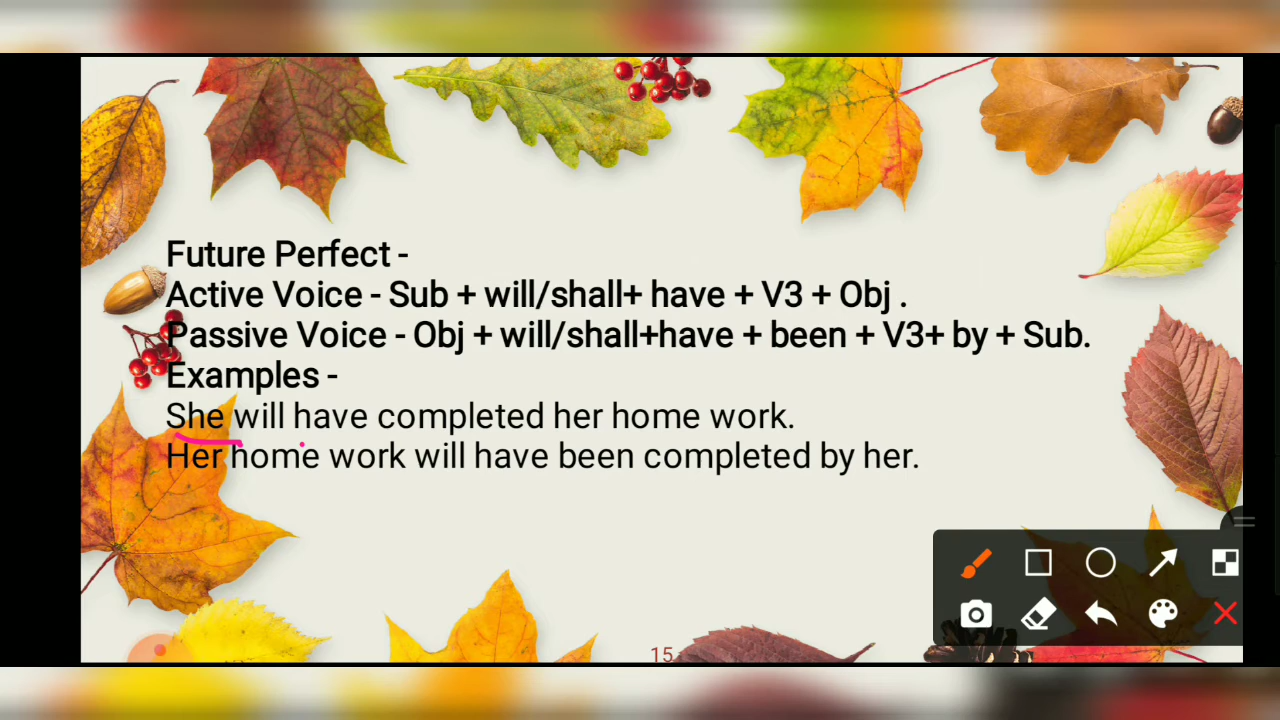 Future Perfect -
Active Voice - Sub + will/shall+ have + V3 + Obj .
Passive Voice - Obj + will/shall+have + been + V3+ by + Sub.
Examples -
She will have completed her home work.
Her home work will have been completed by her.
15